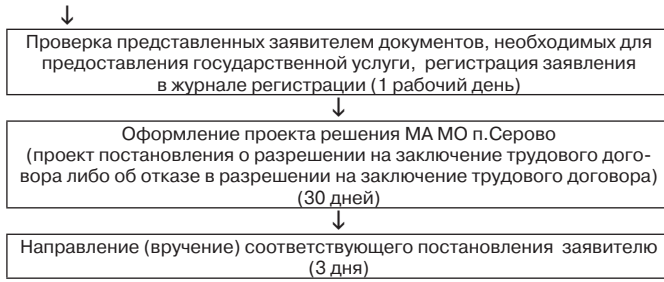 Проверка представленных заявителем документов, необходимых для
предоставления государственной услуги, регистрация заявления
в журнале регистрации (1 рабочий день)
Оформление проекта решения МА МО п.Серово
(проект постановления о разрешении на заключение трудового дого-
вора либо об отказе в разрешении на заключение трудового договора)
(30 дней)
Направление (вручение) соответствующего постановления заявителю
(3 дня)